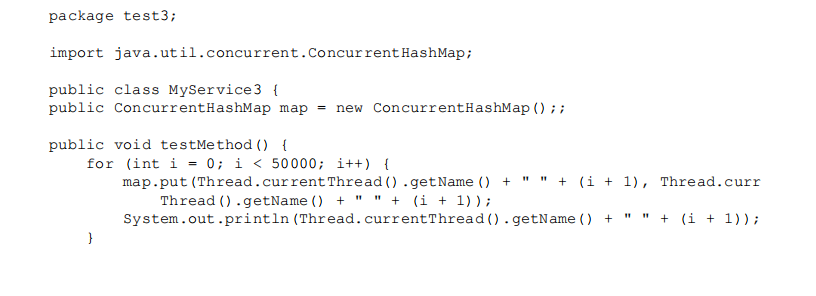 package test3;
import java.util.concurrent.ConcurrentHashMap;
public class MyService3 {
public ConcurrentHashMap map = new ConcurrentHashMap();;
public void testMethod() {
for (int i = 0; i < 50000; i++) {
map.put(Thread.currentThread().getName() + " " + (i + 1), Thread.curr
Thread().getName() + " " + (i + 1));
System.out.println(Thread.currentThread().getName() + " " + (i + 1));
}